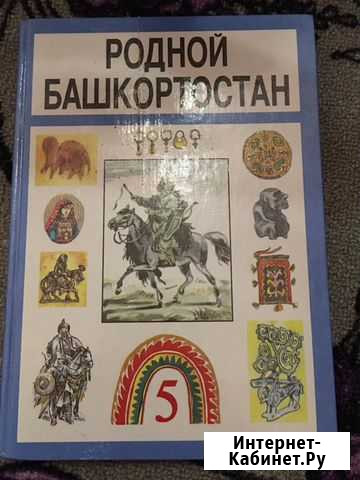 РОДНОЙ
БАШКОРТОСТАН
5
Интернет-
Кабинет.Ру